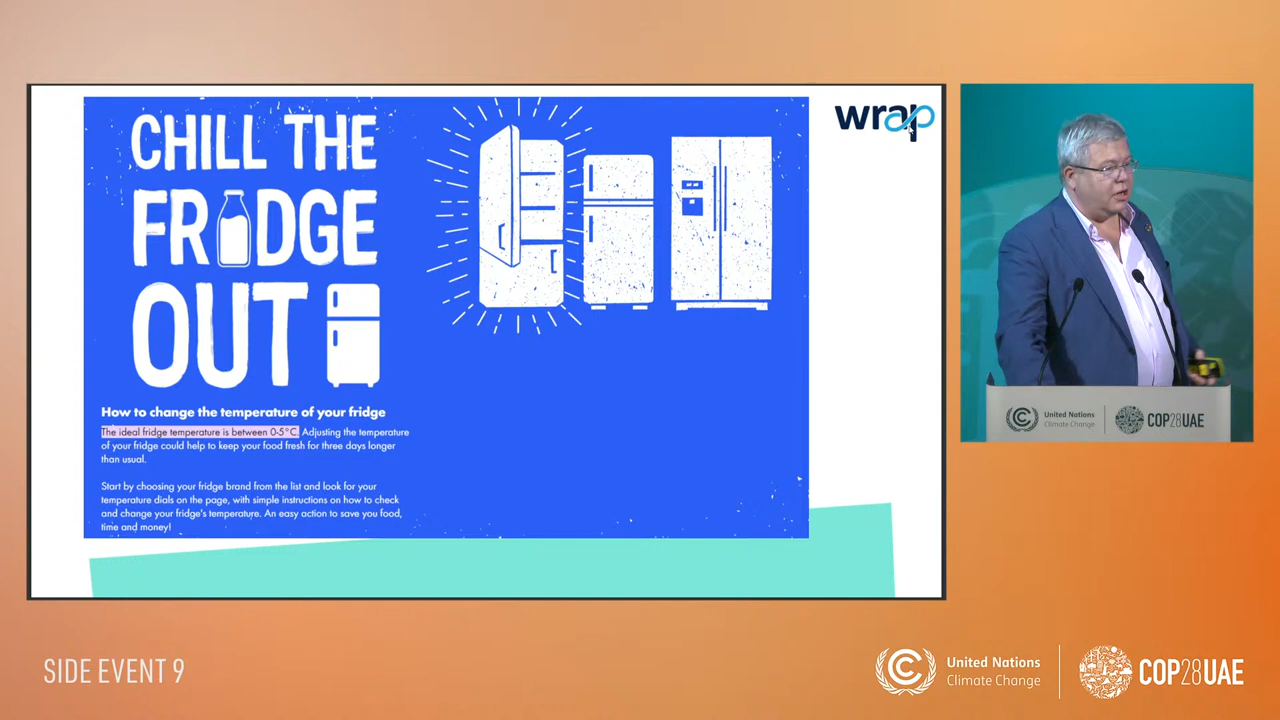 CHILL THE
FRIDGE
OUT
How to change the temperature of your fridge
The ideal fridge temperature is between 0-5°C. Adjusting the temperature
of your fridge could help to keep your food fresh for three days longer
than usual.
Start by choosing your fridge brand from the list and look for your
temperature dials on the page, with simple instructions on how to check
and change your fridge's temperature. An easy action to save you food,
time and money!
wrap
United Nations
Climate Change
COP28UAE
SIDE EVENT 9
United Nations
Climate Change
COP28UAE